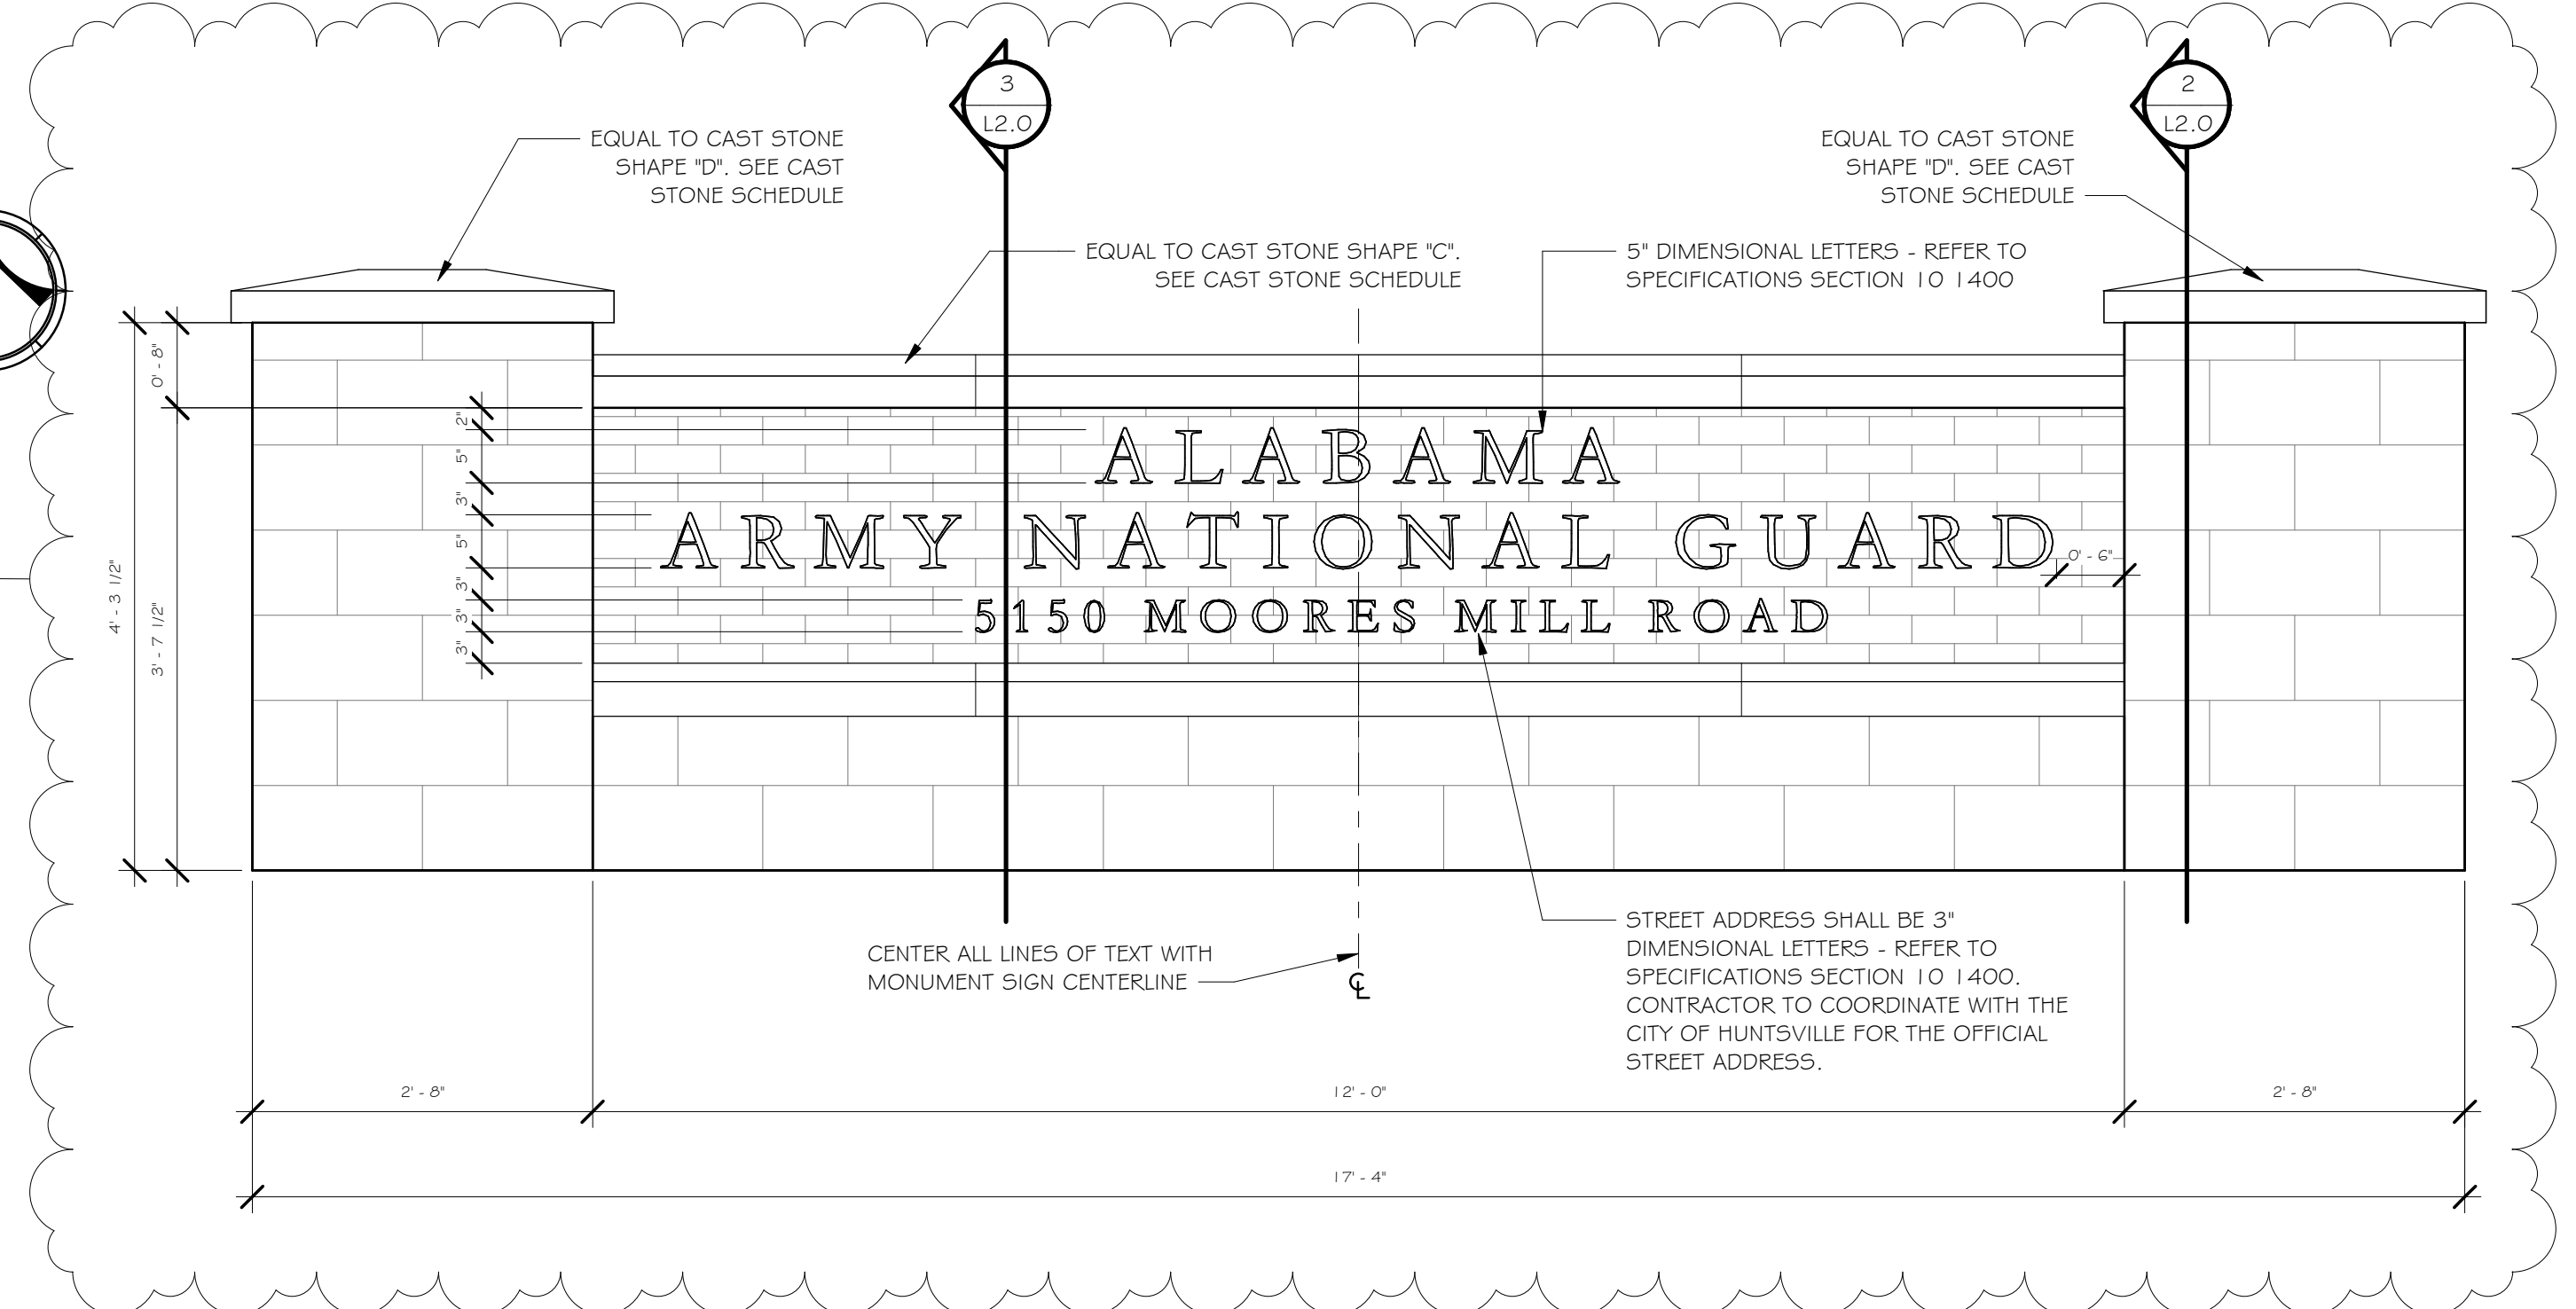 3
L2.0
2
L2.0
EQUAL TO CAST STONE
SHAPE "D". SEE CAST
STONE SCHEDULE
EQUAL TO CAST STONE
SHAPE "D". SEE CAST
STONE SCHEDULE
EQUAL TO CAST STONE SHAPE "C".
SEE CAST STONE SCHEDULE
5" DIMENSIONAL LETTERS - REFER TO
SPECIFICATIONS SECTION 10 1400
0' - 8"
4' - 3 1/2"
3' - 7 1/2"
2"
5"
3"
5"
3"
3"
3"
ALABAMA
ARMY NATIONAL GUARD
0' - 6"
5150 MOORES MILL ROAD
CENTER ALL LINES OF TEXT WITH
MONUMENT SIGN CENTERLINE
℄
STREET ADDRESS SHALL BE 3"
DIMENSIONAL LETTERS - REFER TO
SPECIFICATIONS SECTION 10 1400.
CONTRACTOR TO COORDINATE WITH THE
CITY OF HUNTSVILLE FOR THE OFFICIAL
STREET ADDRESS.
2' - 8"
12' - 0"
2' - 8"
17' - 4"